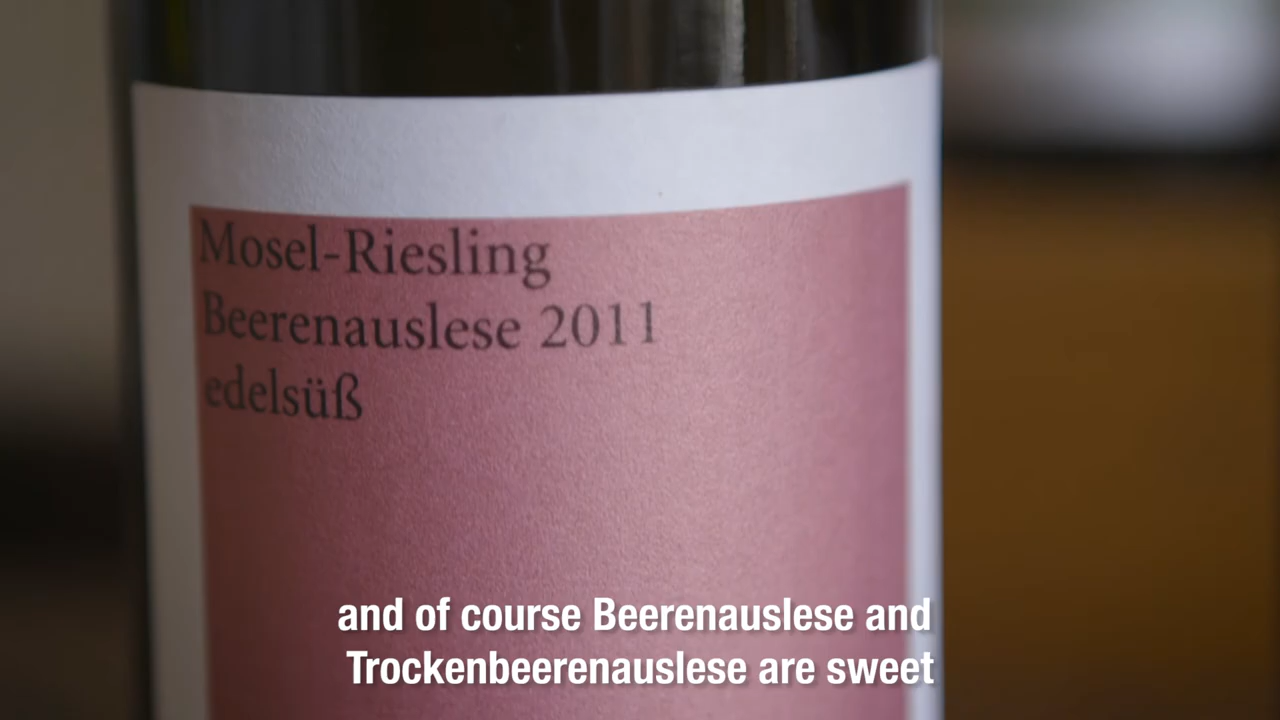 Mosel-Riesling
Beerenauslese 2011
edelsüß
and of course Beerenauslese and
Trockenbeerenauslese are sweet